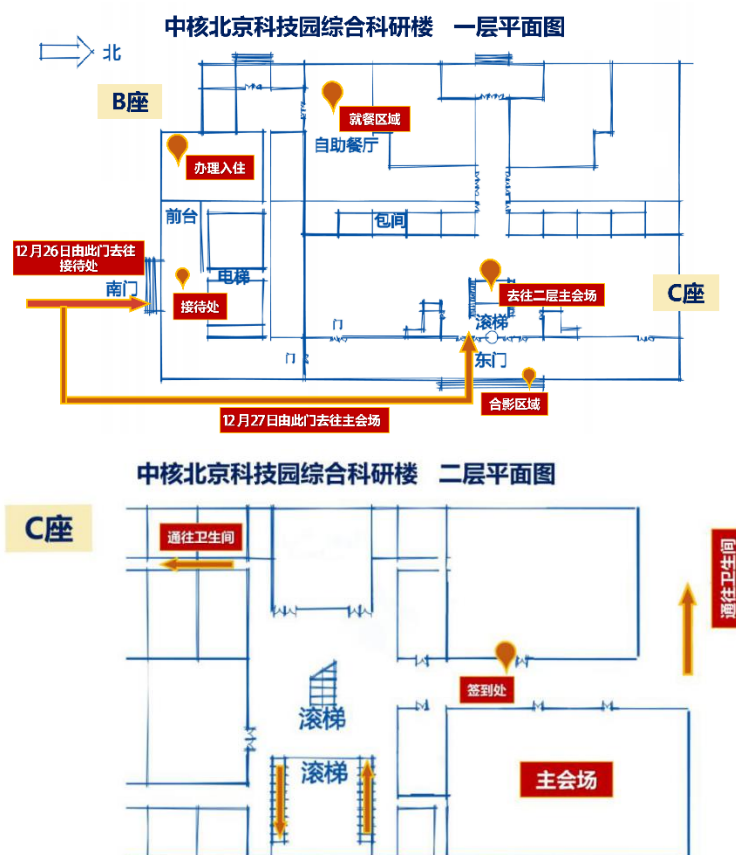 中核北京科技园综合科研楼 一层平面图
北
B座
就餐区域
自助餐厅
办理入住
前台
包间
12月26日由此门去往
接待处
电梯
南门
接待处
去往二层主会场
C座
门
滚梯
门
东门
合影区域
12月27日由此门去往主会场
中核北京科技园综合科研楼 二层平面图
C座
通往卫生间
通往卫生间
签到处
滚梯
滚梯
主会场